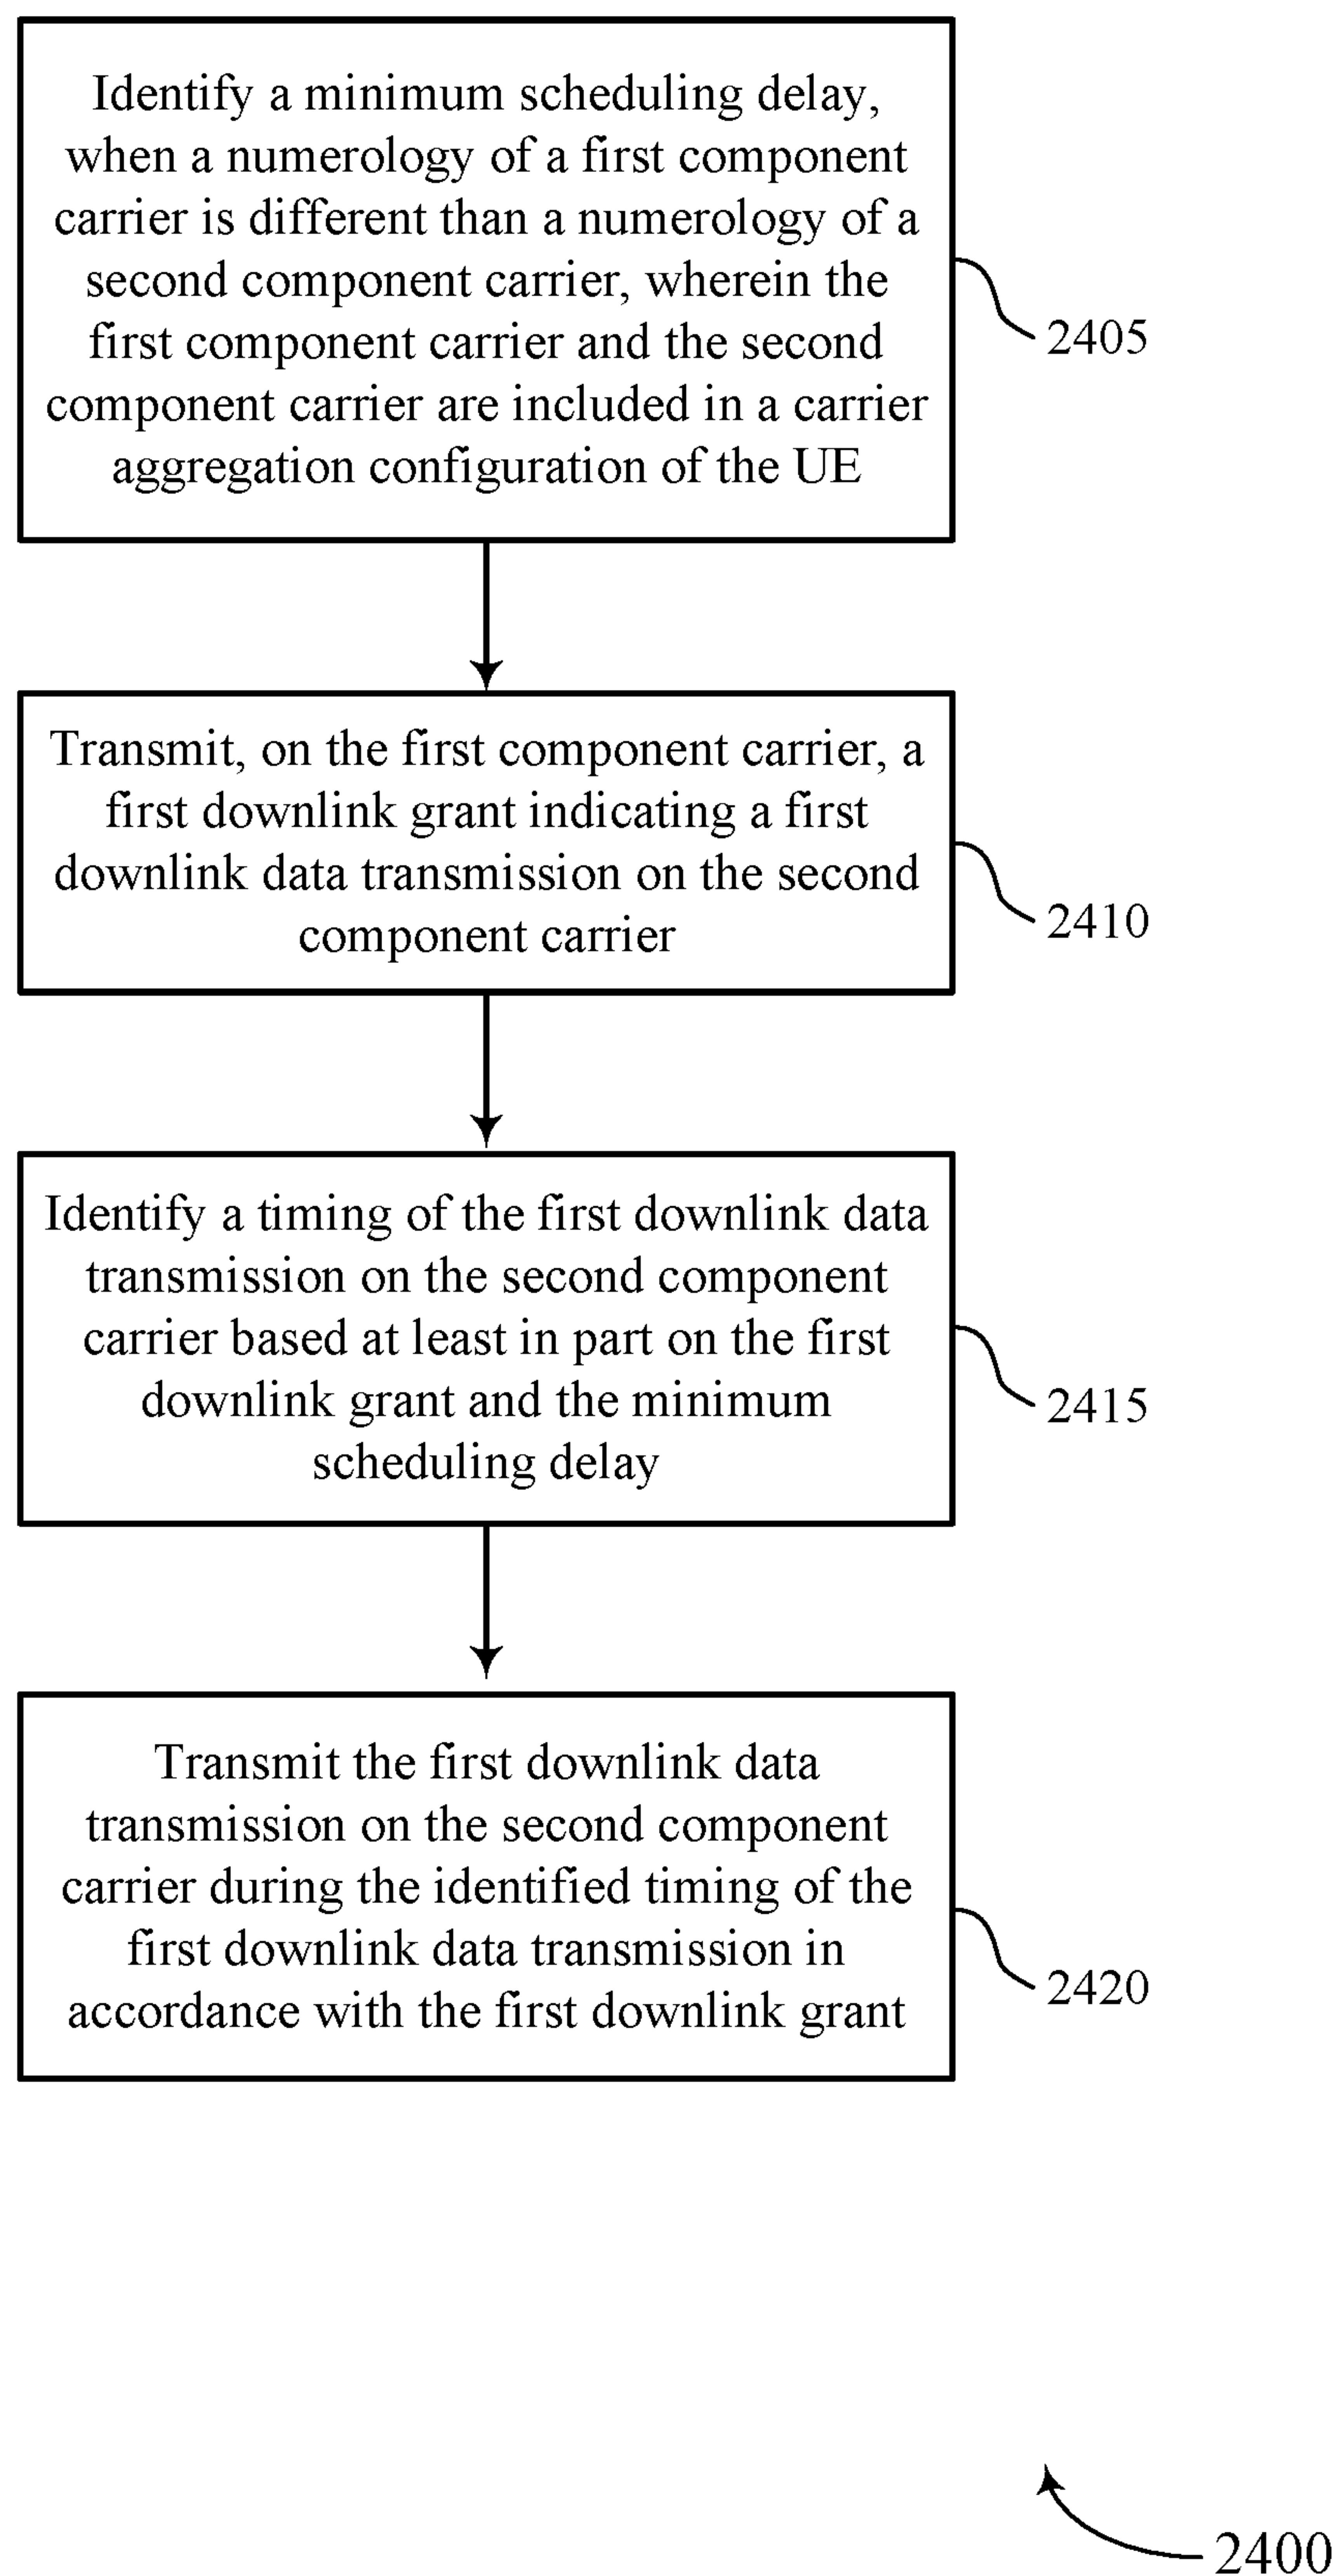 Identify a minimum scheduling delay,
when a numerology of a first component
carrier is different than a numerology of a
second component carrier, wherein the
first component carrier and the second
component carrier are included in a carrier
aggregation configuration of the UE
2405
Transmit, on the first component carrier, a
first downlink grant indicating a first
downlink data transmission on the second
component carrier
2410
Identify a timing of the first downlink data
transmission on the second component
carrier based at least in part on the first
downlink grant and the minimum
scheduling delay
2415
Transmit the first downlink data
transmission on the second component
carrier during the identified timing of the
first downlink data transmission in
accordance with the first downlink grant
2420
2400